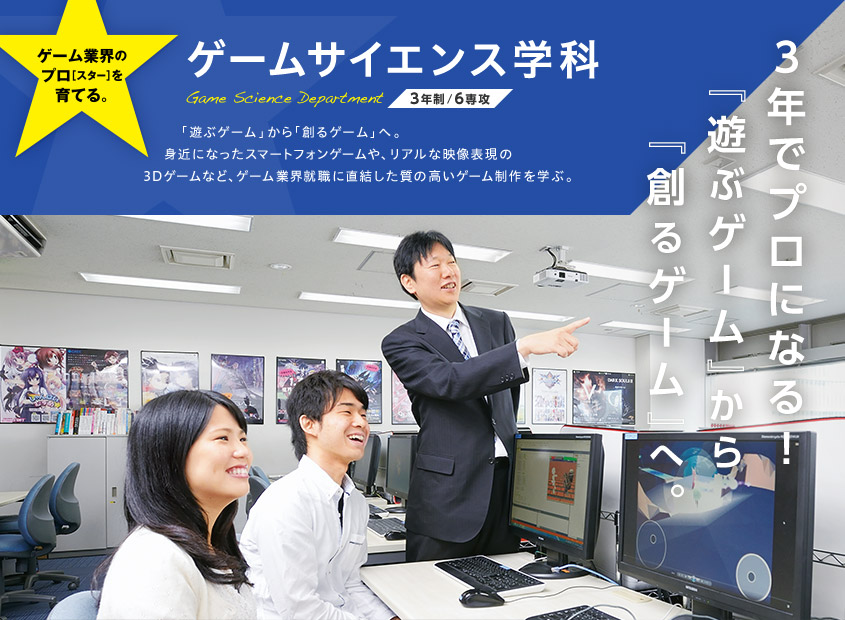 ゲーム業界の
プロ[スター]を
育てる。
ゲームサイエンス学科
Game Science Department
3年制/6専攻
「遊ぶゲーム」から「創るゲーム」へ。
身近になったスマートフォンゲームや、リアルな映像表現の
3Dゲームなど、ゲーム業界就職に直結した質の高いゲーム制作を学ぶ。
3年でプロになる！
『遊ぶゲーム』から
『創るゲーム』へ。
DARK SOULS II